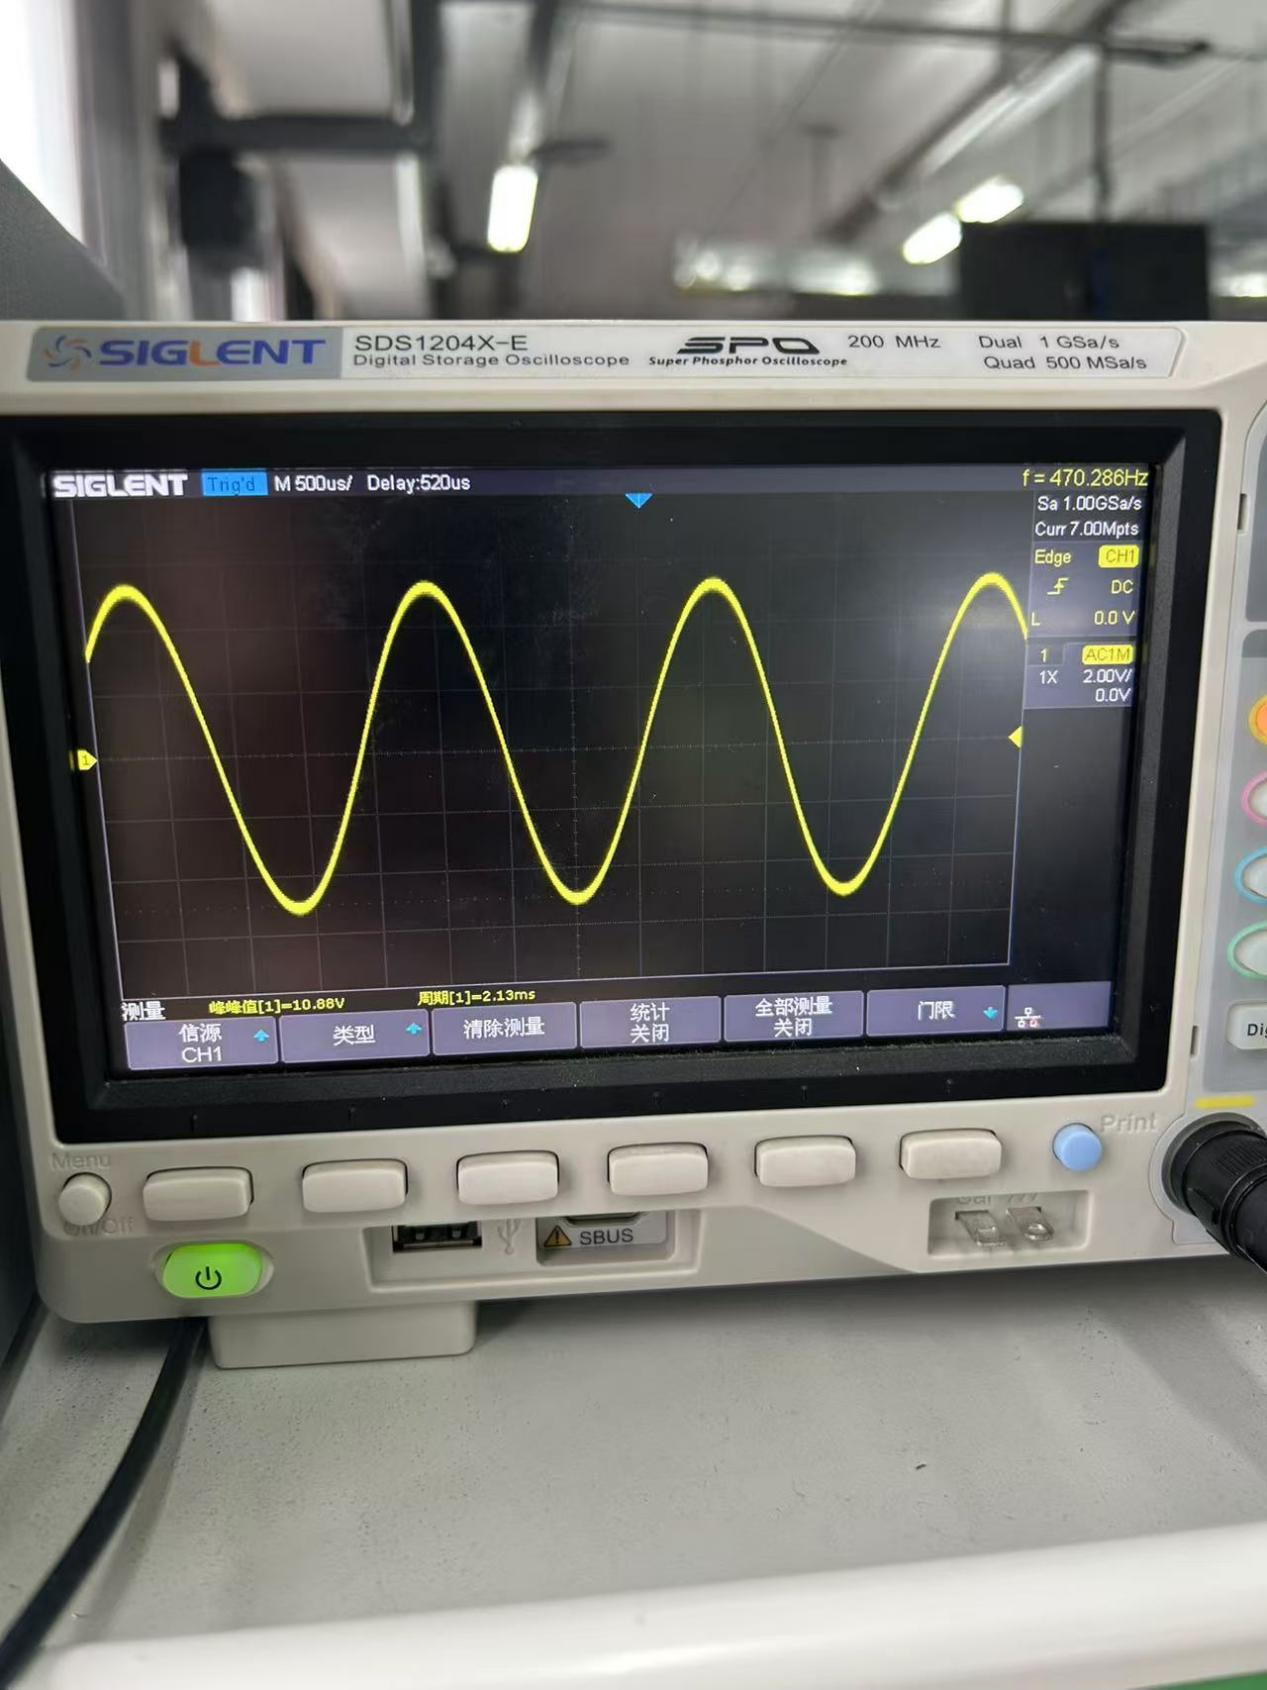 SIGLENT
SDS1204X-E
Digital Storage Oscilloscope
SPO
Super Phosphor Oscilloscope
200 MHz
Dual 1 GSa/s
Quad 500 MSa/s
SIGLENT Trig'd M 500us/ Delay:520us
f = 470.286Hz
Sa 1.00GSa/s
Curr 7.00Mpts
Edge CH1
DC
L 0.0 V
1 AC1M
1X 2.00V/
0.0V
1
测量 峰峰值[1]=10.88V 周期[1]=2.13ms
信源
CH1
类型
清除测量
统计
关闭
全部测量
关闭
门限
Menu
On/Off
Print
SBUS
Cal